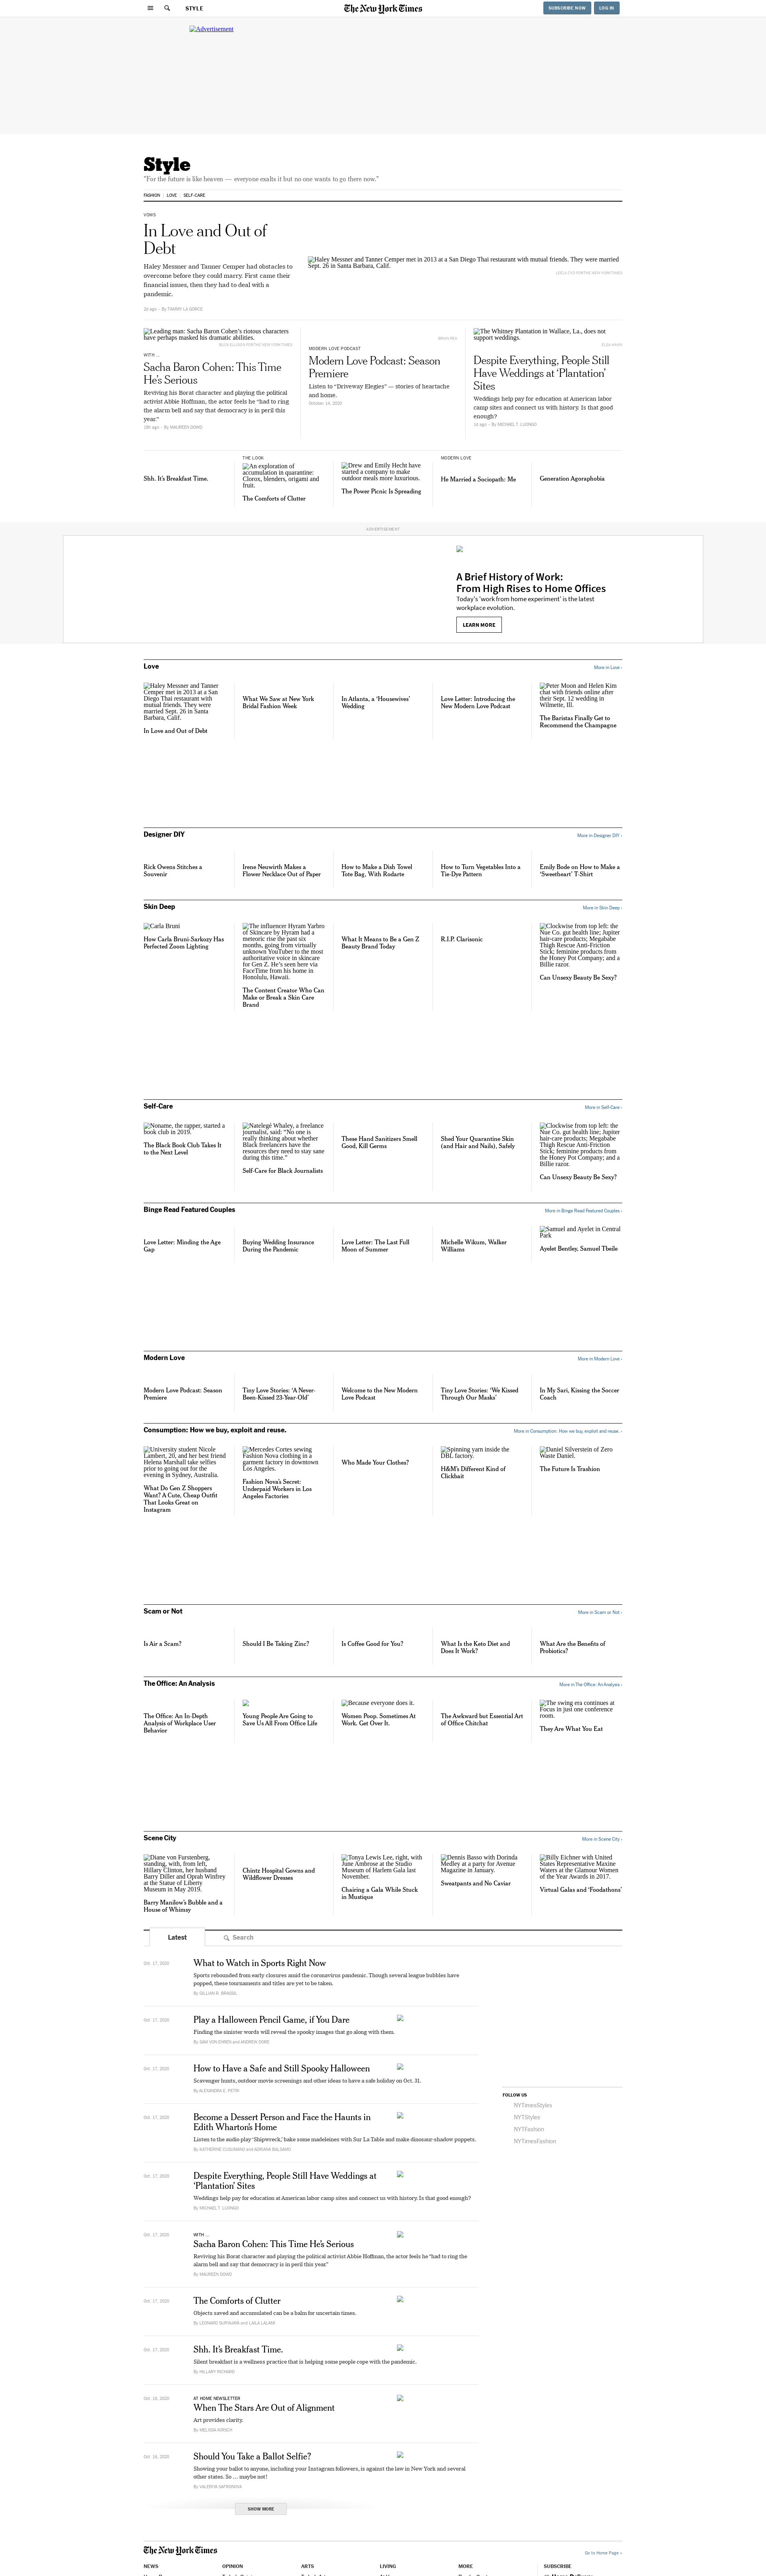 STYLE
The New York Times
SUBSCRIBE NOW
LOG IN
Advertisement
Style
"For the future is like heaven — everyone exalts it but no one wants to go there now."
FASHION
LOVE
SELF-CARE
VOWS
In Love and Out of
Debt
Haley Messner and Tanner Cemper had obstacles to
overcome before they could marry. First came their
financial issues, then they had to deal with a
pandemic.
2d ago – By TAMMY LA GORCE
Haley Messner and Tanner Cemper met in 2013 at a San Diego Thai restaurant with mutual friends. They were married
Sept. 26 in Santa Barbara, Calif.
Leading man: Sacha Baron Cohen's riotous characters
have perhaps masked his dramatic abilities.
WITH ...
Sacha Baron Cohen: This Time
He's Serious
Reviving his Borat character and playing the political
activist Abbie Hoffman, the actor feels he "had to ring
the alarm bell and say that democracy is in peril this
year."
19h ago – By MAUREEN DOWD
BRIAN REA
MODERN LOVE PODCAST
Modern Love Podcast: Season
Premiere
Listen to "Driveway Elegies" — stories of heartache
and home.
October 14, 2020
The Whitney Plantation in Wallace, La., does not
support weddings.
Despite Everything, People Still
Have Weddings at 'Plantation'
Sites
Weddings help pay for education at American labor
camp sites and connect us with history. Is that good
enough?
1d ago – By MICHAEL T. LUONGO
Shh. It's Breakfast Time.
THE LOOK
An exploration of
accumulation in quarantine:
Clorox, blenders, origami and
fruit.
The Comforts of Clutter
Drew and Emily Hecht have
started a company to make
outdoor meals more luxurious.
The Power Picnic Is Spreading
MODERN LOVE
He Married a Sociopath: Me
Generation Agoraphobia
ADVERTISEMENT
A Brief History of Work:
From High Rises to Home Offices
Today's 'work from home experiment' is the latest
workplace evolution.
LEARN MORE
Love
More in Love ›
Haley Messner and Tanner
Cemper met in 2013 at a San
Diego Thai restaurant with
mutual friends. They were
married Sept. 26 in Santa
Barbara, Calif.
In Love and Out of Debt
What We Saw at New York
Bridal Fashion Week
In Atlanta, a 'Housewives'
Wedding
Love Letter: Introducing the
New Modern Love Podcast
Peter Moon and Helen Kim
chat with friends online after
their Sept. 12 wedding in
Wilmette, Ill.
The Baristas Finally Get to
Recommend the Champagne
Designer DIY
More in Designer DIY ›
Rick Owens Stitches a
Souvenir
Irene Neuwirth Makes a
Flower Necklace Out of Paper
How to Make a Dish Towel
Tote Bag, With Rodarte
How to Turn Vegetables Into a
Tie-Dye Pattern
Emily Bode on How to Make a
'Sweetheart' T-Shirt
Skin Deep
More in Skin Deep ›
Carla Bruni
How Carla Bruni-Sarkozy Has
Perfected Zoom Lighting
The influencer Hyram Yarbro
of Skincare by Hyram had a
meteoric rise the past six
months, going from virtually
unknown YouTuber to the most
authoritative voice in skincare
for Gen Z. He's seen here via
FaceTime from his home in
Honolulu, Hawaii.
The Content Creator Who Can
Make or Break a Skin Care
Brand
What It Means to Be a Gen Z
Beauty Brand Today
R.I.P. Clarisonic
Clockwise from top left: the
Nue Co. gut health line; Jupiter
hair-care products; Megababe
Thigh Rescue Anti-Friction
Stick; feminine products from
the Honey Pot Company; and a
Billie razor.
Can Unsexy Beauty Be Sexy?
Self-Care
More in Self-Care ›
Noname, the rapper, started a
book club in 2019.
The Black Book Club Takes It
to the Next Level
Natelegé Whaley, a freelance
journalist, said: "No one is
really thinking about whether
Black freelancers have the
resources they need to stay sane
during this time."
Self-Care for Black Journalists
These Hand Sanitizers Smell
Good, Kill Germs
Shed Your Quarantine Skin
(and Hair and Nails), Safely
Clockwise from top left: the
Nue Co. gut health line; Jupiter
hair-care products; Megababe
Thigh Rescue Anti-Friction
Stick; feminine products from
the Honey Pot Company; and a
Billie razor.
Can Unsexy Beauty Be Sexy?
Binge Read Featured Couples
More in Binge Read Featured Couples ›
Love Letter: Minding the Age
Gap
Buying Wedding Insurance
During the Pandemic
Love Letter: The Last Full
Moon of Summer
Michelle Wikum, Walker
Williams
Samuel and Ayelet in Central
Park
Ayelet Bentley, Samuel Tbeile
Modern Love
More in Modern Love ›
Modern Love Podcast: Season
Premiere
Tiny Love Stories: 'A Never-
Been-Kissed 23-Year-Old'
Welcome to the New Modern
Love Podcast
Tiny Love Stories: 'We Kissed
Through Our Masks'
In My Sari, Kissing the Soccer
Coach
Consumption: How we buy, exploit and reuse.
More in Consumption: How we buy, exploit and reuse. ›
University student Nicole
Lambert, 20, and her best friend
Helena Marshall take selfies
prior to going out for the
evening in Sydney, Australia.
What Do Gen Z Shoppers
Want? A Cute, Cheap Outfit
That Looks Great on
Instagram
Mercedes Cortes sewing
Fashion Nova clothing in a
garment factory in downtown
Los Angeles.
Fashion Nova's Secret:
Underpaid Workers in Los
Angeles Factories
Who Made Your Clothes?
Spinning yarn inside the
DBL factory.
H&M's Different Kind of
Clickbait
Daniel Silverstein of Zero
Waste Daniel.
The Future Is Trashion
Scam or Not
More in Scam or Not ›
Is Air a Scam?
Should I Be Taking Zinc?
Is Coffee Good for You?
What Is the Keto Diet and
Does It Work?
What Are the Benefits of
Probiotics?
The Office: An Analysis
More in The Office: An Analysis ›
The Office: An In-Depth
Analysis of Workplace User
Behavior
Young People Are Going to
Save Us All From Office Life
Because everyone does it.
Women Poop. Sometimes At
Work. Get Over It.
The Awkward but Essential Art
of Office Chitchat
The swing era continues at
Focus in just one conference
room.
They Are What You Eat
Scene City
More in Scene City ›
Diane von Furstenberg,
standing, with, from left,
Hillary Clinton, her husband
Barry Diller and Oprah Winfrey
at the Statue of Liberty
Museum in May 2019.
Barry Manilow's Bubble and a
House of Whimsy
Chintz Hospital Gowns and
Wildflower Dresses
Tonya Lewis Lee, right, with
June Ambrose at the Studio
Museum of Harlem Gala last
November.
Chairing a Gala While Stuck
in Mustique
Dennis Basso with Dorinda
Medley at a party for Avenue
Magazine in January.
Sweatpants and No Caviar
Billy Eichner with United
States Representative Maxine
Waters at the Glamour Women
of the Year Awards in 2017.
Virtual Galas and 'Foodathons'
Latest
Search
Oct. 17, 2020
What to Watch in Sports Right Now
Sports rebounded from early closures amid the coronavirus pandemic. Though several league bubbles have
popped, these tournaments and titles are yet to be taken.
By GILLIAN R. BRASSIL
Oct. 17, 2020
Play a Halloween Pencil Game, if You Dare
Finding the sinister words will reveal the spooky images that go along with them.
By SAM VON EHREN and ANDREW SORE
Oct. 17, 2020
How to Have a Safe and Still Spooky Halloween
Scavenger hunts, outdoor movie screenings and other ideas to have a safe holiday on Oct. 31.
By ALEXANDRA E. PETRI
Oct. 17, 2020
Become a Dessert Person and Face the Haunts in
Edith Wharton's Home
Listen to the audio play 'Shipwreck,' bake some madeleines with Sur La Table and make dinosaur-shadow puppets.
By KATHERINE CUSUMANO and ADRIANA BALSAMO
Oct. 17, 2020
Despite Everything, People Still Have Weddings at
'Plantation' Sites
Weddings help pay for education at American labor camp sites and connect us with history. Is that good enough?
By MICHAEL T. LUONGO
Oct. 17, 2020
WITH ...
Sacha Baron Cohen: This Time He's Serious
Reviving his Borat character and playing the political activist Abbie Hoffman, the actor feels he "had to ring the
alarm bell and say that democracy is in peril this year."
By MAUREEN DOWD
Oct. 17, 2020
The Comforts of Clutter
Objects saved and accumulated can be a balm for uncertain times.
By LEONARD SURYAJAYA and LAILA LALAMI
Oct. 17, 2020
Shh. It's Breakfast Time.
Silent breakfast is a wellness practice that is helping some people cope with the pandemic.
By HILLARY RICHARD
Oct. 16, 2020
AT HOME NEWSLETTER
When The Stars Are Out of Alignment
Art provides clarity.
By MELISSA KIRSCH
Oct. 16, 2020
Should You Take a Ballot Selfie?
Showing your ballot to anyone, including your Instagram followers, is against the law in New York and several
other states. So … maybe not!
By VALERIYA SAFRONOVA
SHOW MORE
FOLLOW US
NYTimesStyles
NYTStyles
NYTFashion
NYTimesFashion
The New York Times
Go to Home Page »
NEWS
OPINION
ARTS
LIVING
MORE
SUBSCRIBE